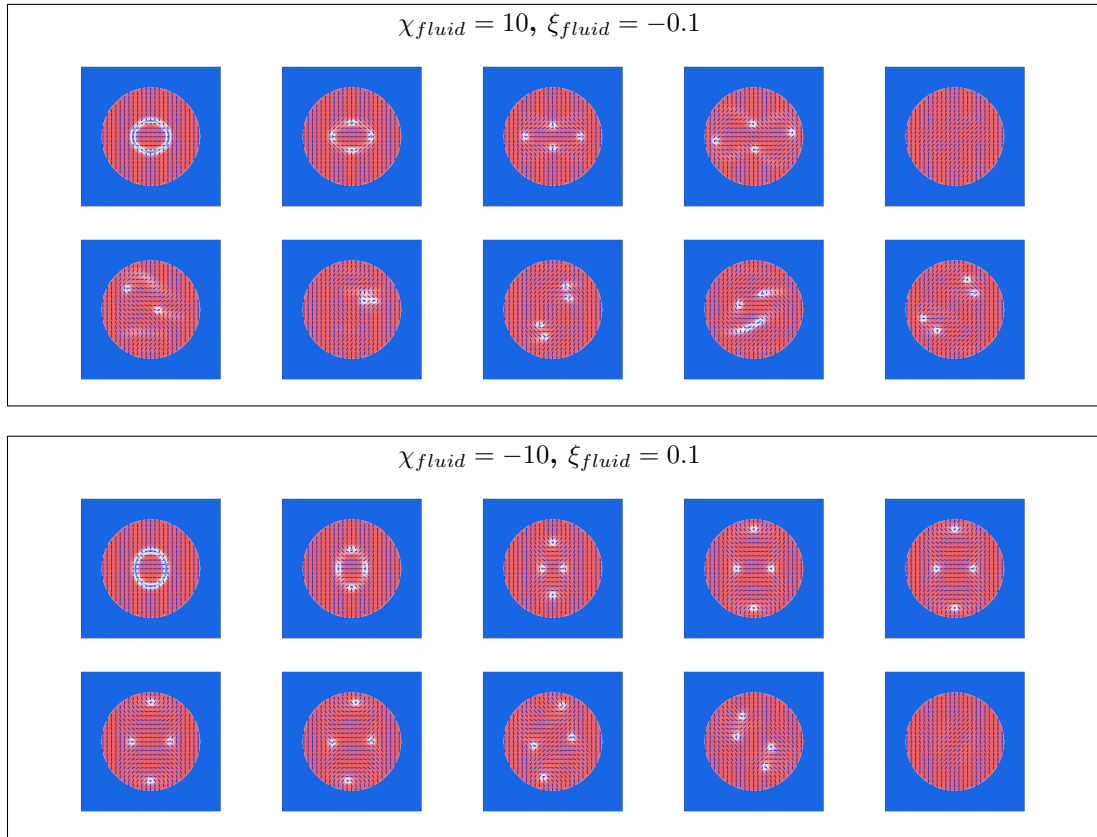 χ_fluid = 10, ξ_fluid = −0.1
χ_fluid = −10, ξ_fluid = 0.1